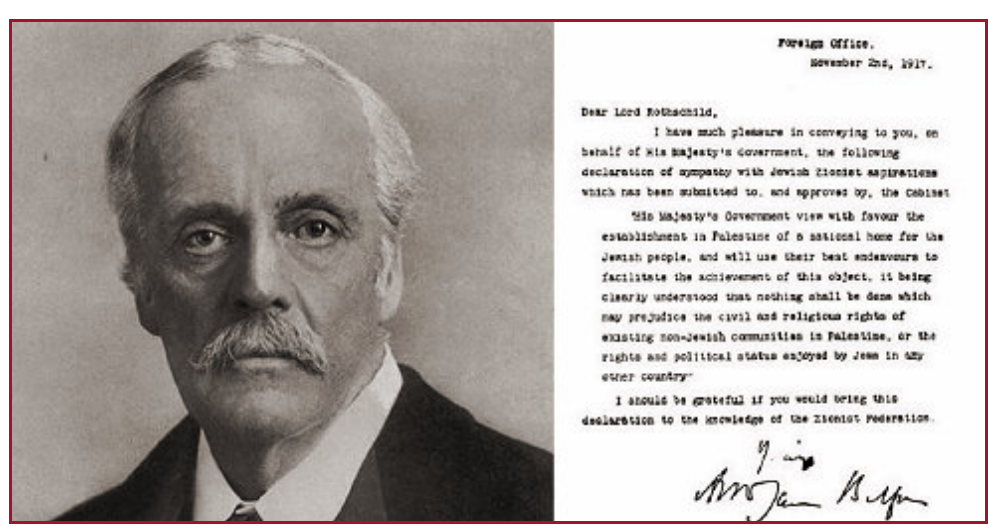 Foreign Office,
November 2nd, 1917.
Dear Lord Rothschild,
I have much pleasure in conveying to you, on
behalf of His Majesty's Government, the following
declaration of sympathy with Jewish Zionist aspirations
which has been submitted to, and approved by, the Cabinet
"His Majesty's Government view with favour the
establishment in Palestine of a national home for the
Jewish people, and will use their best endeavours to
facilitate the achievement of this object, it being
clearly understood that nothing shall be done which
may prejudice the civil and religious rights of
existing non-Jewish communities in Palestine, or the
rights and political status enjoyed by Jews in any
other country"
I should be grateful if you would bring this
declaration to the knowledge of the Zionist Federation.